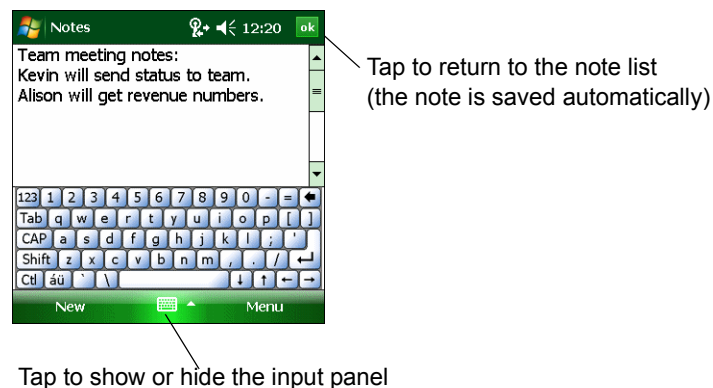 Notes 12:20 ok
Team meeting notes:
Kevin will send status to team.
Alison will get revenue numbers.
Tap to return to the note list
(the note is saved automatically)
123 1 2 3 4 5 6 7 8 9 0 - =
Tab q w e r t y u i o p [ ]
CAP a s d f g h j k l ; '
Shift z x c v b n m , . /
Ctl áü ` \
New Menu
Tap to show or hide the input panel